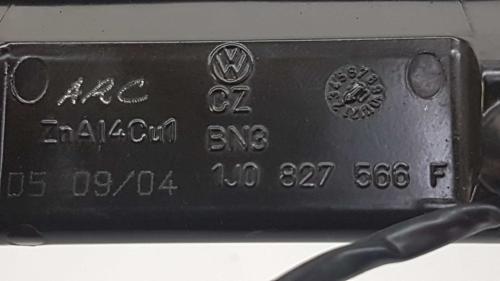 ARC
CZ
ZnAl4Cu1
BN3
05 09/04
1J0 827 566 F